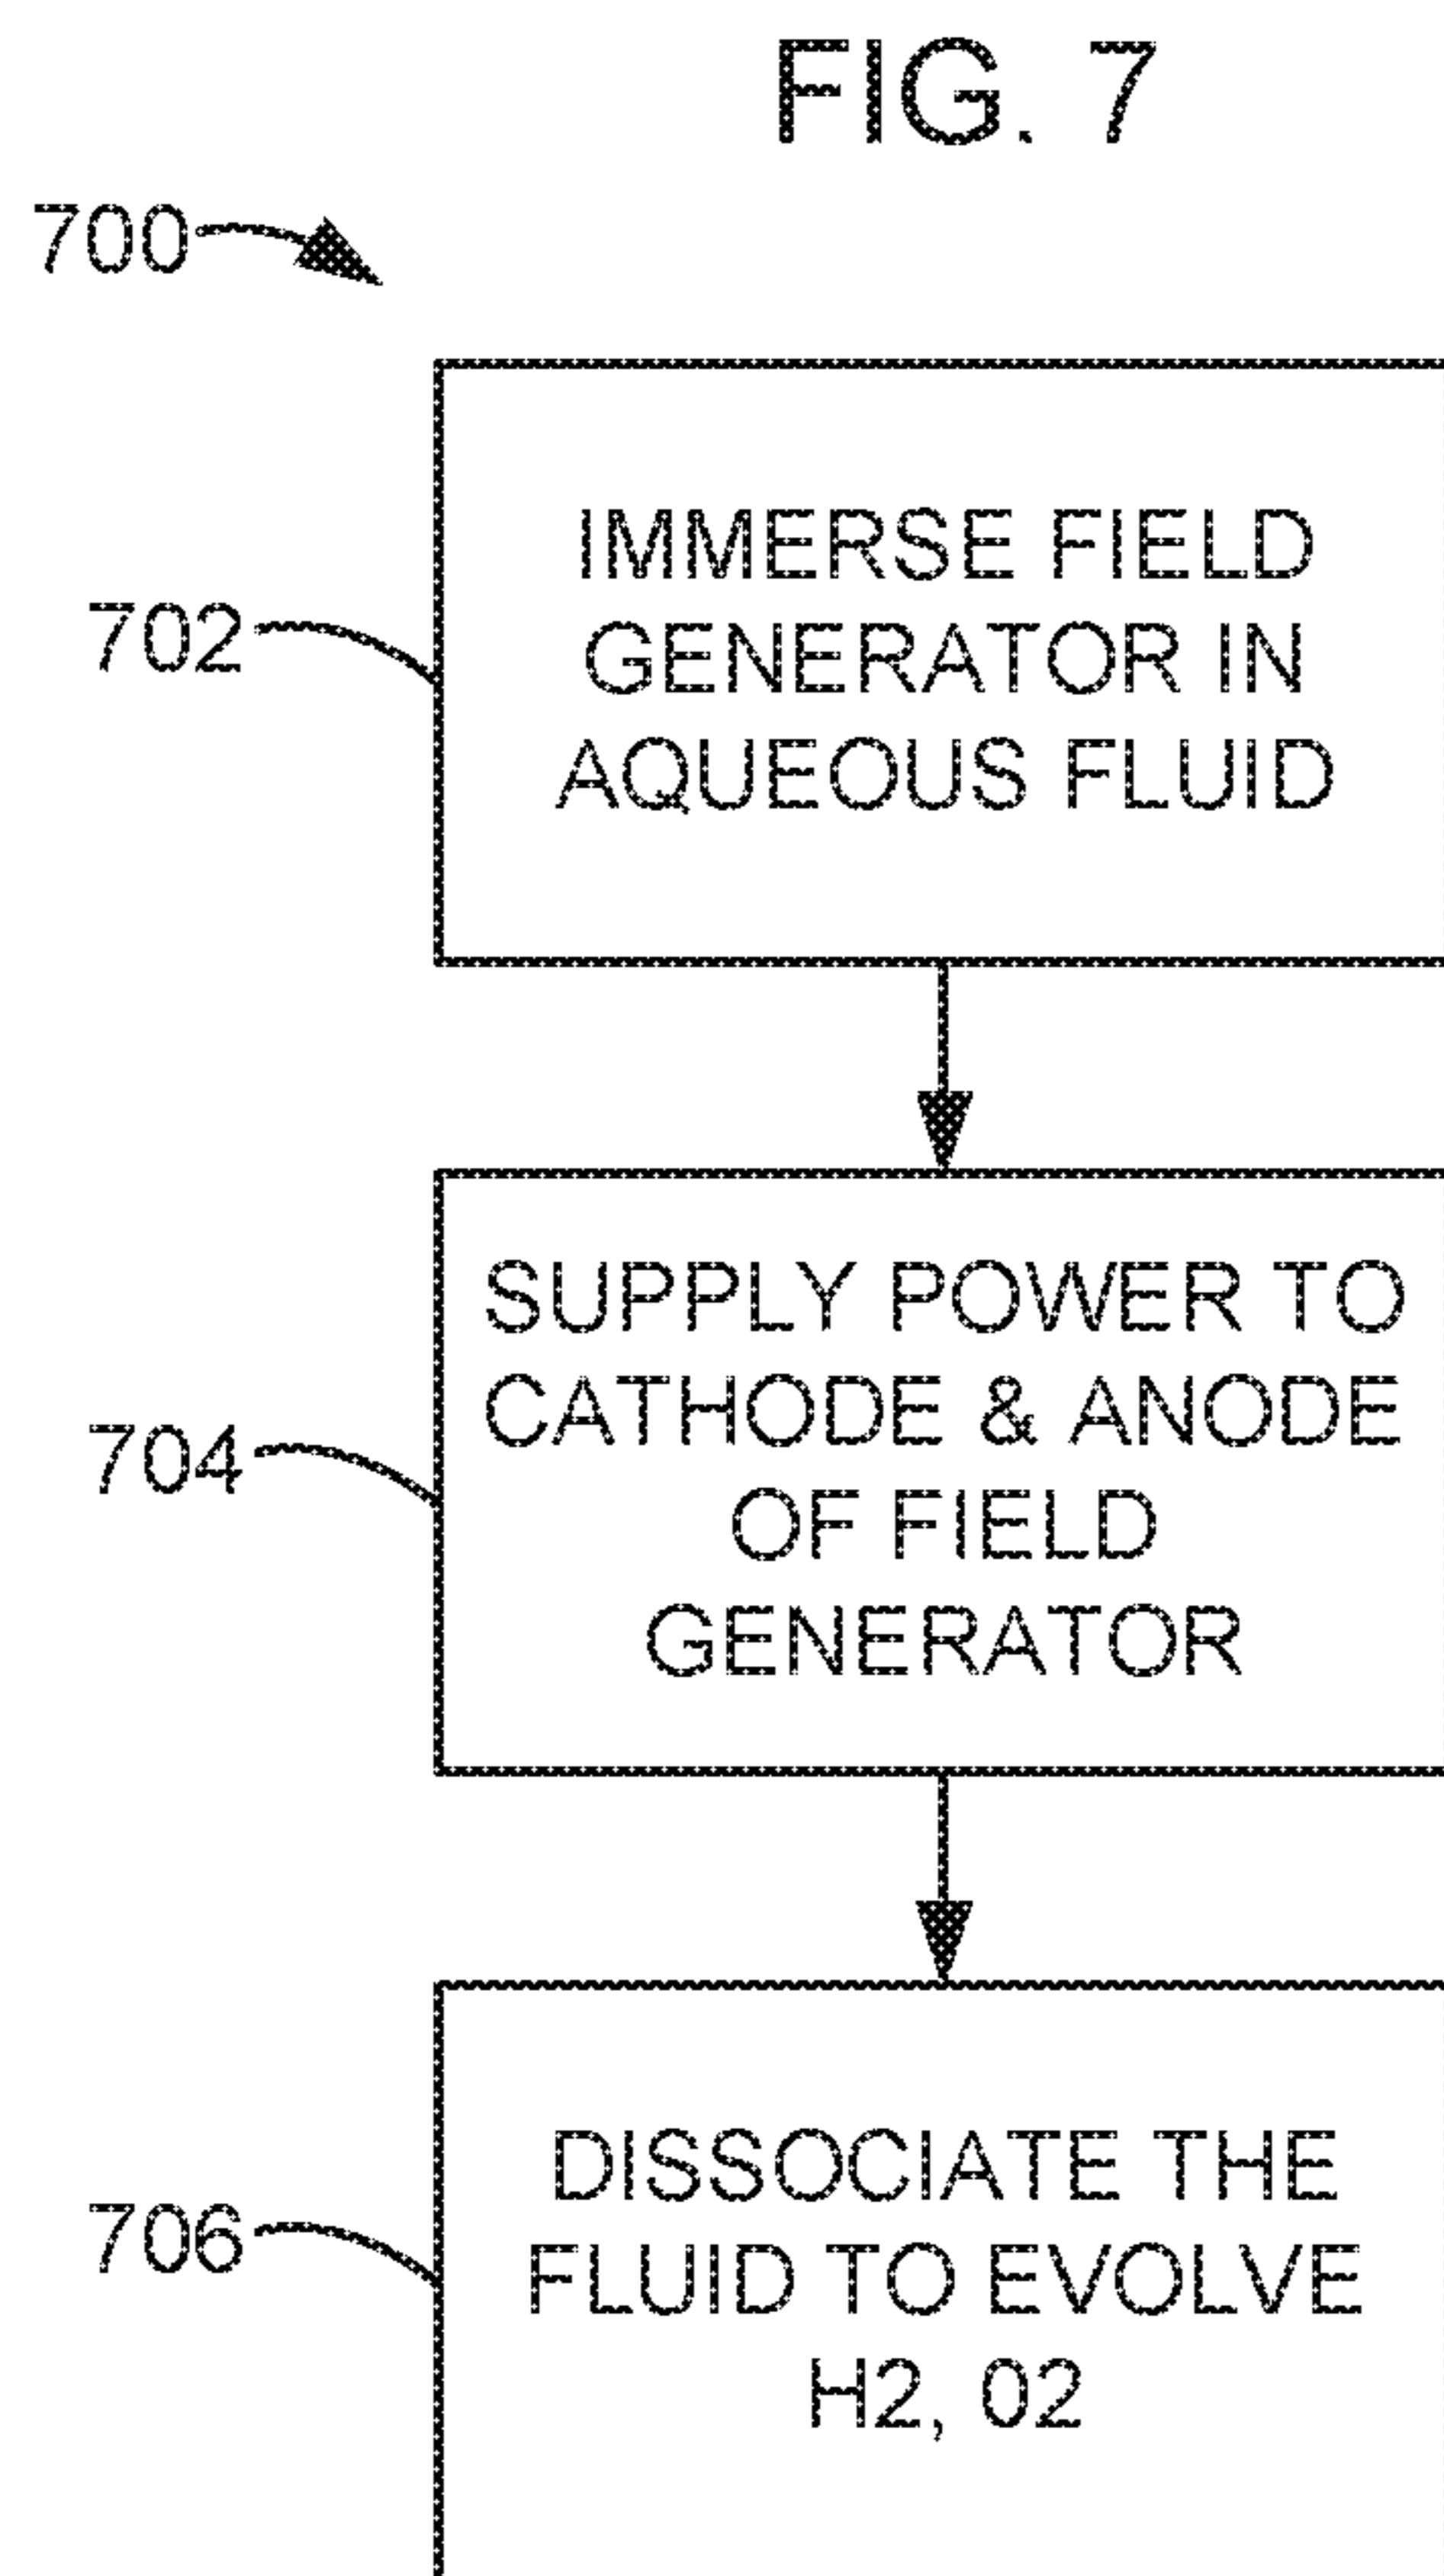 FIG. 7
700
702
IMMERSE FIELD
GENERATOR IN
AQUEOUS FLUID
704
SUPPLY POWER TO
CATHODE & ANODE
OF FIELD
GENERATOR
706
DISSOCIATE THE
FLUID TO EVOLVE
H2, 02